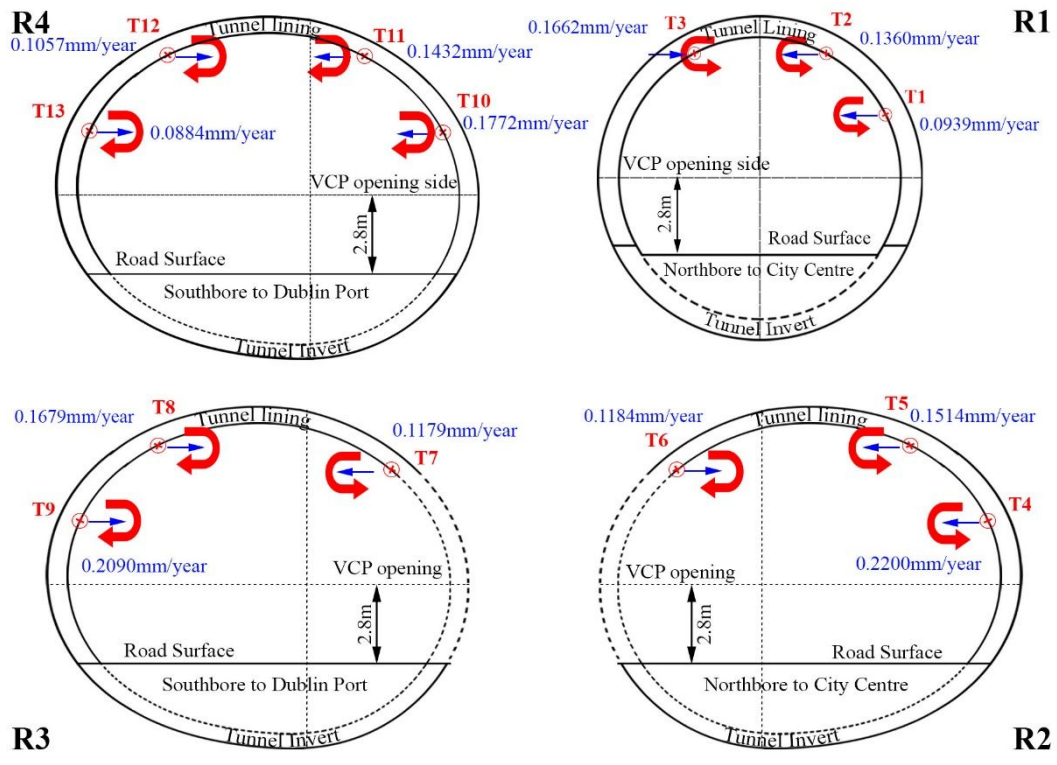 R4
T12
Tunnel lining
T11
0.1057mm/year
0.1432mm/year
T13
T10
0.0884mm/year
0.1772mm/year
VCP opening side
2.8m
Road Surface
Southbore to Dublin Port
Tunnel Invert
R1
0.1662mm/year
T3
T2
Tunnel Lining
0.1360mm/year
T1
0.0939mm/year
VCP opening side
2.8m
Road Surface
Northbore to City Centre
Tunnel Invert
0.1679mm/year
T8
Tunnel lining
0.1179mm/year
T7
T9
0.2090mm/year
VCP opening
2.8m
Road Surface
Southbore to Dublin Port
Tunnel Invert
R3
0.1184mm/year
Tunnel lining
T5
0.1514mm/year
T6
T4
0.2200mm/year
VCP opening
2.8m
Road Surface
Northbore to City Centre
Tunnel Invert
R2